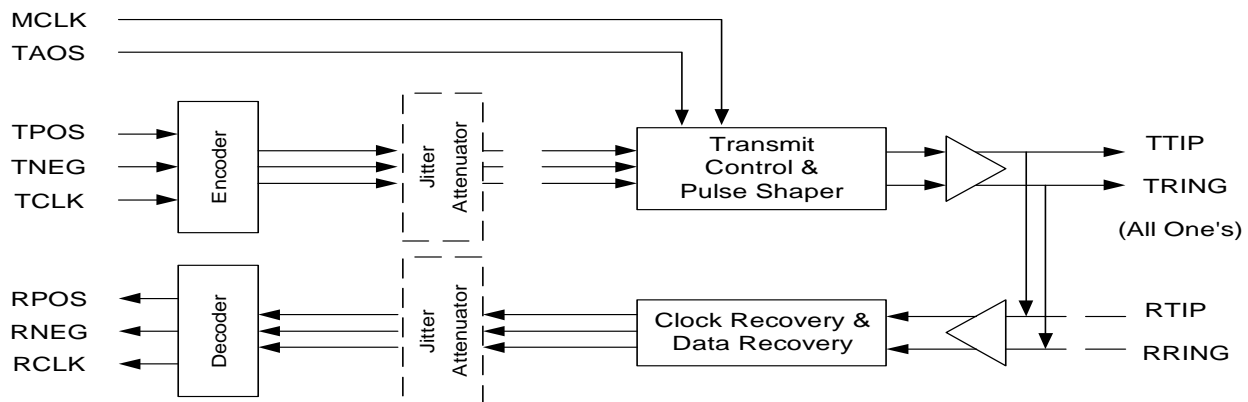 MCLK
TAOS
TPOS
TNEG
TCLK
Encoder
Jitter
Attenuator
Transmit
Control &
Pulse Shaper
TTIP
TRING
(All One's)
RPOS
RNEG
RCLK
Decoder
Jitter
Attenuator
Clock Recovery &
Data Recovery
RTIP
RRING